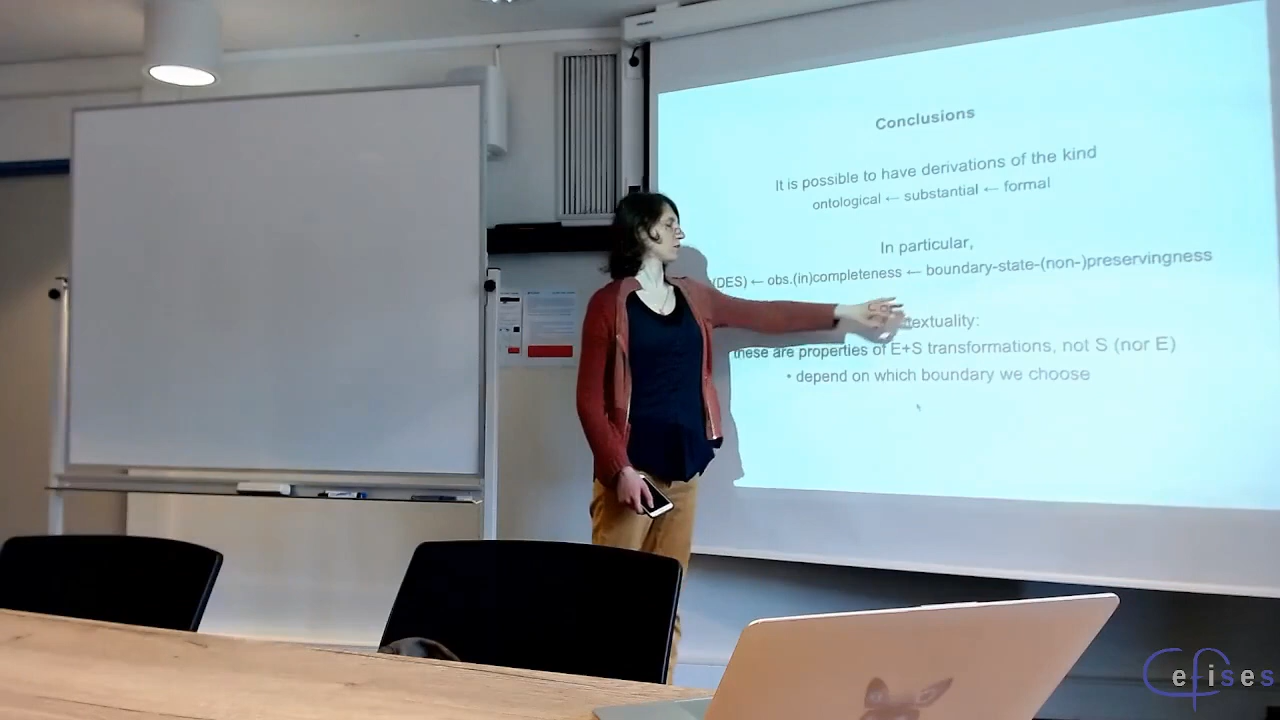 Conclusions
It is possible to have derivations of the kind
ontological ← substantial ← formal
In particular,
(DES) ← obs.(in)completeness ← boundary-state-(non-)preservingness
textuality:
these are properties of E+S transformations, not S (nor E)
• depend on which boundary we choose
efises